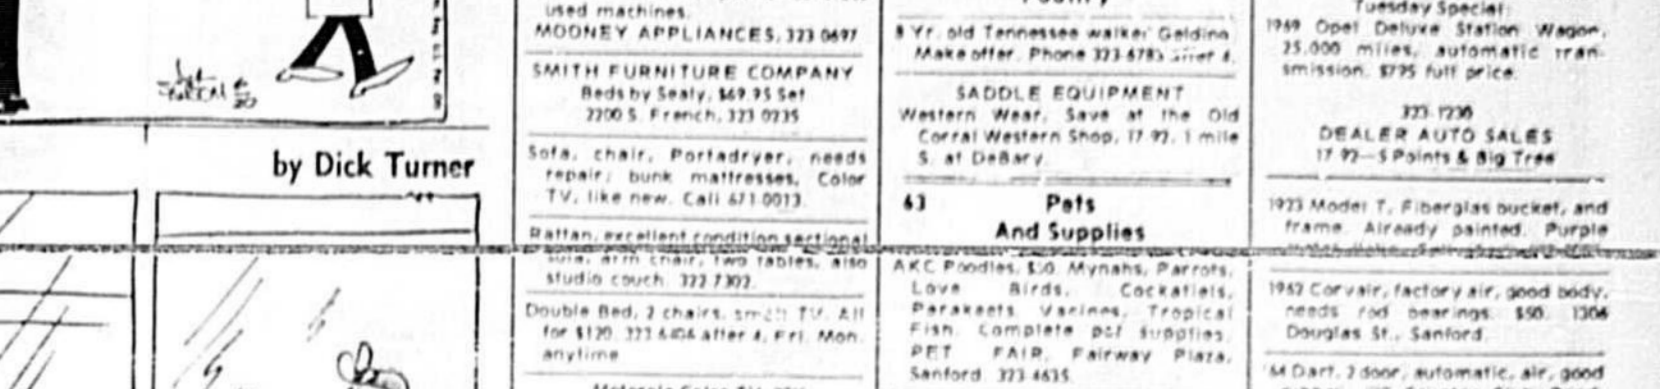 by Dick Turner
used machines.
MOONEY APPLIANCES, 323 0697
SMITH FURNITURE COMPANY
Beds by Sealy, $69.95 Set
2200 S. French, 323 0235
Sofa, chair, Portadryer, needs
repair; bunk mattresses, Color
TV, like new. Call 671-0013.
Rattan, excellent condition sectional
sofa, arm chair, two tables, also
studio couch. 322 7302.
Double Bed, 2 chairs, small TV. All
for $120. 323 6404 after 4, Fri. Mon.
anytime
8 Yr. old Tennessee walker Gelding
Make offer. Phone 323 6783 after 4.
SADDLE EQUIPMENT
Western Wear, Save at the Old
Corral Western Shop, 17 92, 1 mile
S. at DeBary.
63 Pets
And Supplies
AKC Poodles, $50. Mynahs, Parrots,
Love Birds, Cockatiels,
Parakeets, Tropical
Fish. Complete pet supplies.
PET FAIR, Fairway Plaza,
Sanford. 323-4635.
Tuesday Special:
1969 Opel Deluxe Station Wagon,
25,000 miles, automatic tran-
smission. $795 full price.
323 1230
DEALER AUTO SALES
17 92—5 Points & Big Tree
1923 Model T, Fiberglas bucket, and
frame. Already painted. Purple
1962 Corvair, factory air, good body,
needs rod bearings. $50. 1306
Douglas St., Sanford.
'64 Dart, 2 door, automatic, air, good